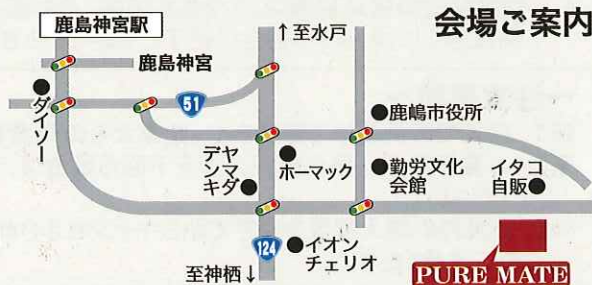 会場ご案内
鹿島神宮駅
↑至水戸
鹿島神宮
51
ダイソー
鹿嶋市役所
ヤマダ
デンキ
ホーマック
勤労文化
会館
イタコ
自販
124
イオン
チェリオ
至神栖↓
PURE MATE